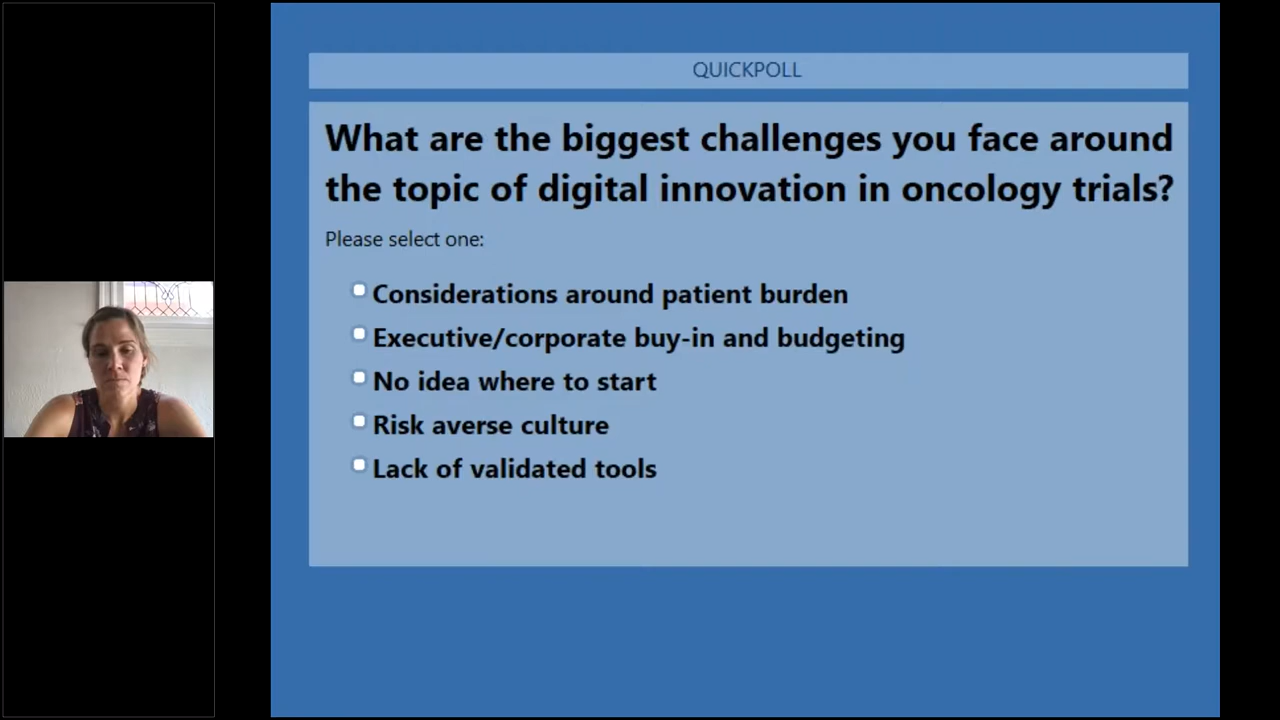 QUICKPOLL
What are the biggest challenges you face around
the topic of digital innovation in oncology trials?
Please select one:
Considerations around patient burden
Executive/corporate buy-in and budgeting
No idea where to start
Risk averse culture
Lack of validated tools